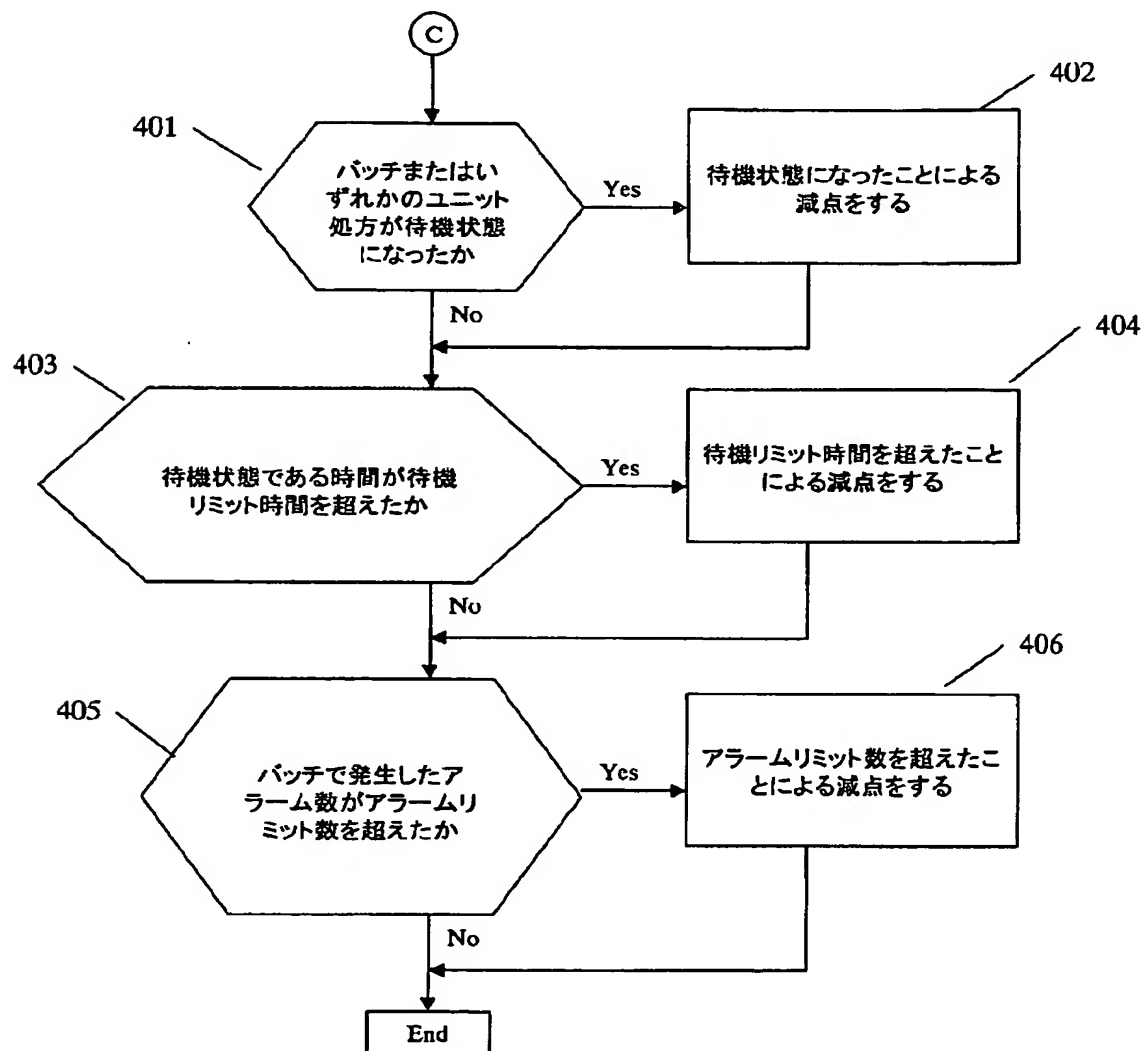 C
401
バッチまたはい
ずれかのユニット
処方が待機状態
になったか
Yes
402
待機状態になったことによる
減点をする
No
403
待機状態である時間が待機
リミット時間を超えたか
Yes
404
待機リミット時間を超えたこと
による減点をする
No
405
バッチで発生したア
ラーム数がアラームリ
ミット数を超えたか
Yes
406
アラームリミット数を超えたこ
とによる減点をする
No
End